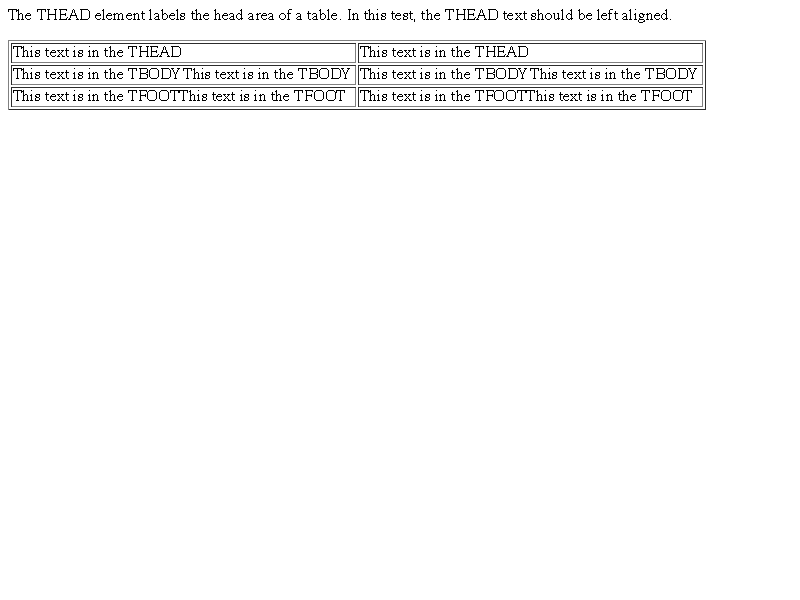 The THEAD element labels the head area of a table. In this test, the THEAD text should be left aligned.
This text is in the THEAD This text is in the THEAD
This text is in the TBODY This text is in the TBODY This text is in the TBODY This text is in the TBODY
This text is in the TFOOTThis text is in the TFOOT This text is in the TFOOTThis text is in the TFOOT